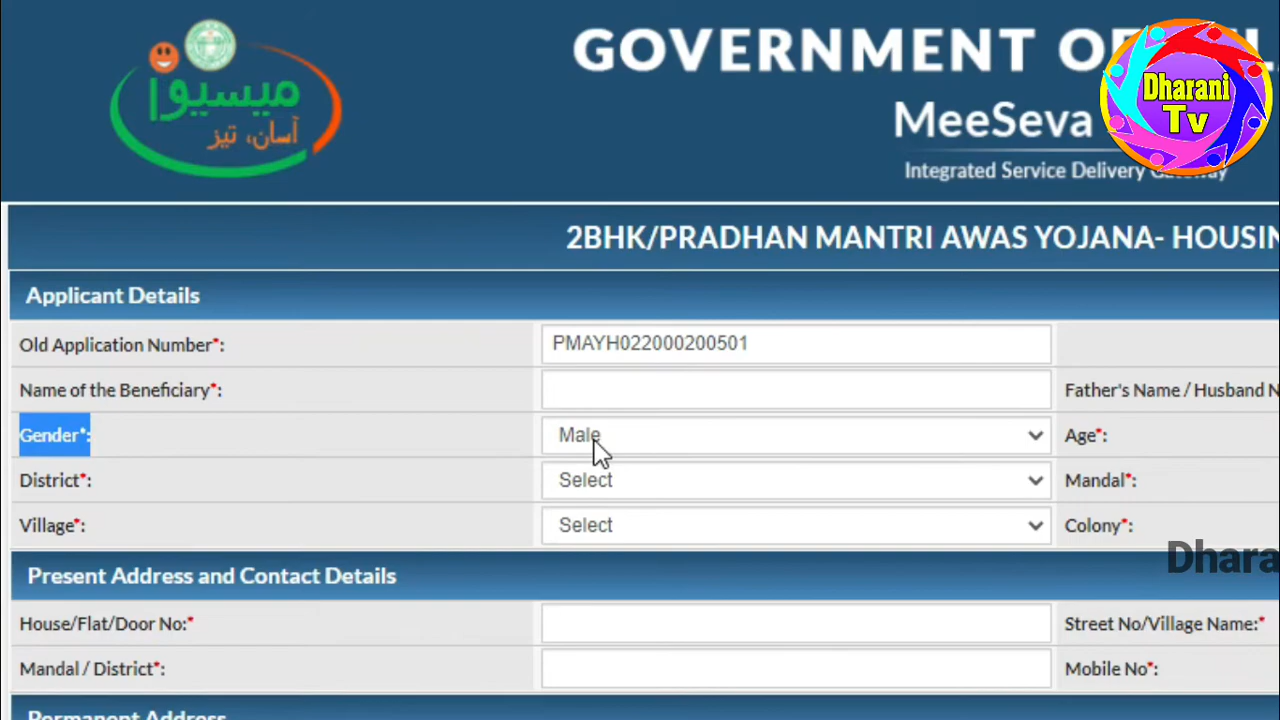 میسیوا
آسان، تیز
GOVERNMENT OF
MeeSeva
Integrated Service Delivery Gateway
Dharani
Tv
2BHK/PRADHAN MANTRI AWAS YOJANA- HOUSIN
Applicant Details
Old Application Number*: PMAYH022000200501
Name of the Beneficiary*: Father's Name / Husband N
Gender*: Male Age*:
District*: Select Mandal*:
Village*: Select Colony*:
Dhara
Present Address and Contact Details
House/Flat/Door No:* Street No/Village Name:*
Mandal / District*: Mobile No*:
Permanent Address